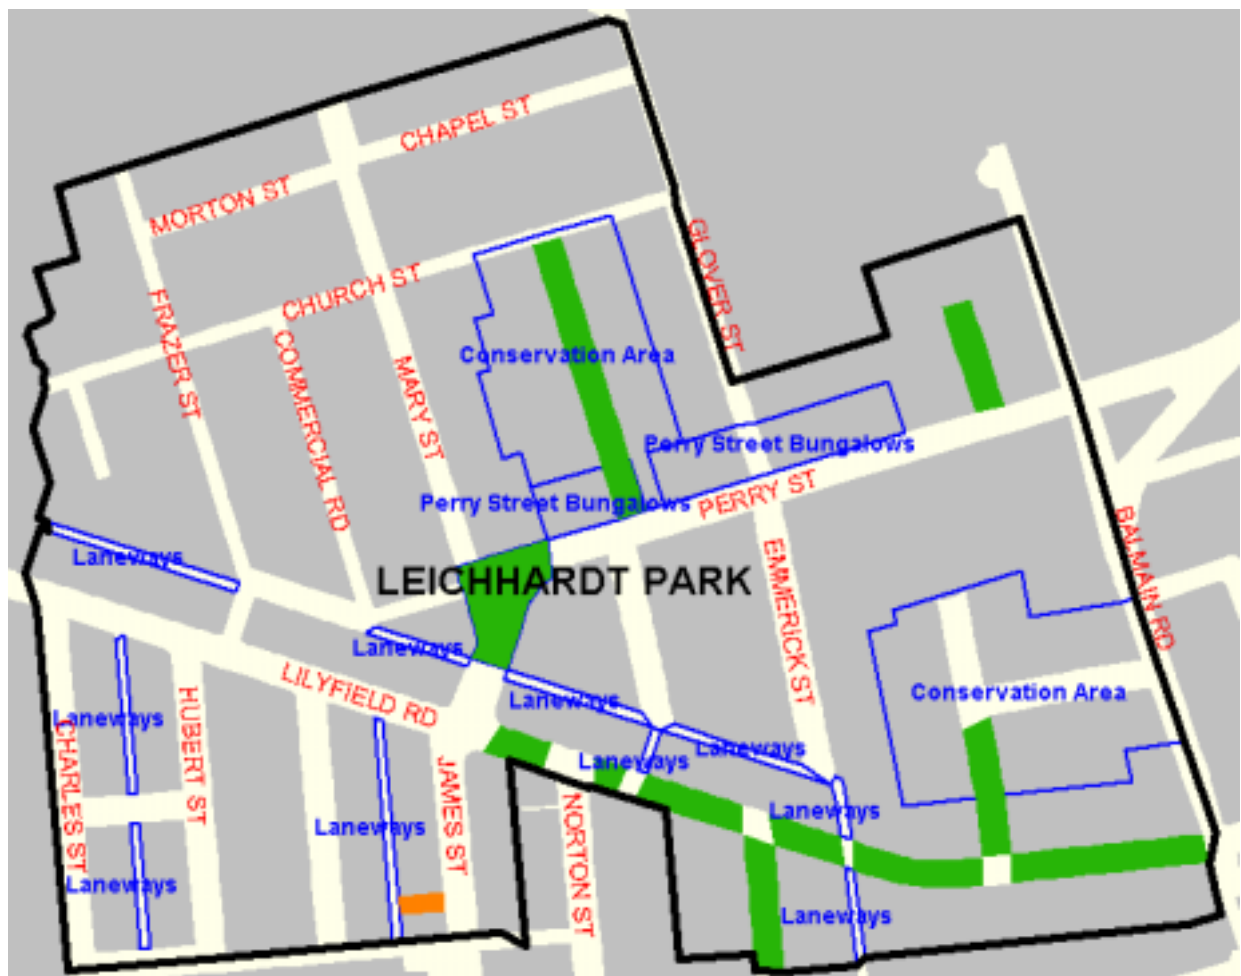 CHAPEL ST
MORTON ST
GLOVER ST
CHURCH ST
FRAZER ST
COMMERCIAL RD
MARY ST
Conservation Area
Perry Street Bungalows
Perry Street Bungalows
PERRY ST
Laneways
LEICHHARDT PARK
EMMERICK ST
BALMAIN RD
Laneways
LILYFIELD RD
Laneways
Conservation Area
Laneways
HUBERT ST
CHARLES ST
Laneways
Laneways
JAMES ST
NORTON ST
Laneways
Laneways
Laneways
Laneways